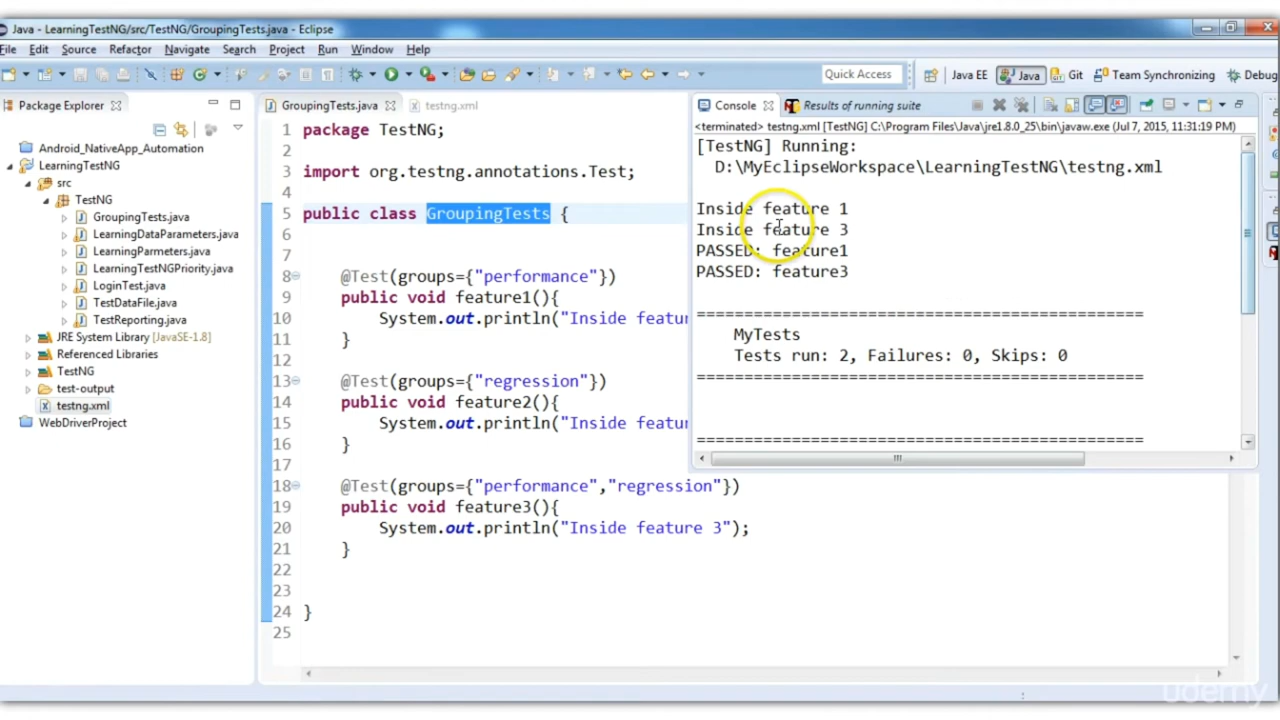 Java - LearningTestNG/src/TestNG/GroupingTests.java - Eclipse
File Edit Source Refactor Navigate Search Project Run Window Help
Quick Access Java EE Java Git Team Synchronizing Debug
Package Explorer
Android_NativeApp_Automation
LearningTestNG
src
TestNG
GroupingTests.java
LearningDataParameters.java
LearningParmeters.java
LearningTestNGPriority.java
LoginTest.java
TestDataFile.java
TestReporting.java
JRE System Library [JavaSE-1.8]
Referenced Libraries
TestNG
test-output
testng.xml
WebDriverProject
GroupingTests.java testng.xml
1 package TestNG;
2
3 import org.testng.annotations.Test;
4
5 public class GroupingTests {
6
7
8 @Test(groups={"performance"})
9 public void feature1(){
10 System.out.println("Inside featur
11 }
12
13 @Test(groups={"regression"})
14 public void feature2(){
15 System.out.println("Inside featur
16 }
17
18 @Test(groups={"performance","regression"})
19 public void feature3(){
20 System.out.println("Inside feature 3");
21 }
22
23
24 }
25
Console Results of running suite
<terminated> testng.xml [TestNG] C:\Program Files\Java\jre1.8.0_25\bin\javaw.exe (Jul 7, 2015, 11:31:19 PM)
[TestNG] Running:
D:\MyEclipseWorkspace\LearningTestNG\testng.xml
Inside feature 1
Inside feature 3
PASSED: feature1
PASSED: feature3
===============================================
MyTests
Tests run: 2, Failures: 0, Skips: 0
===============================================
===============================================
udemy